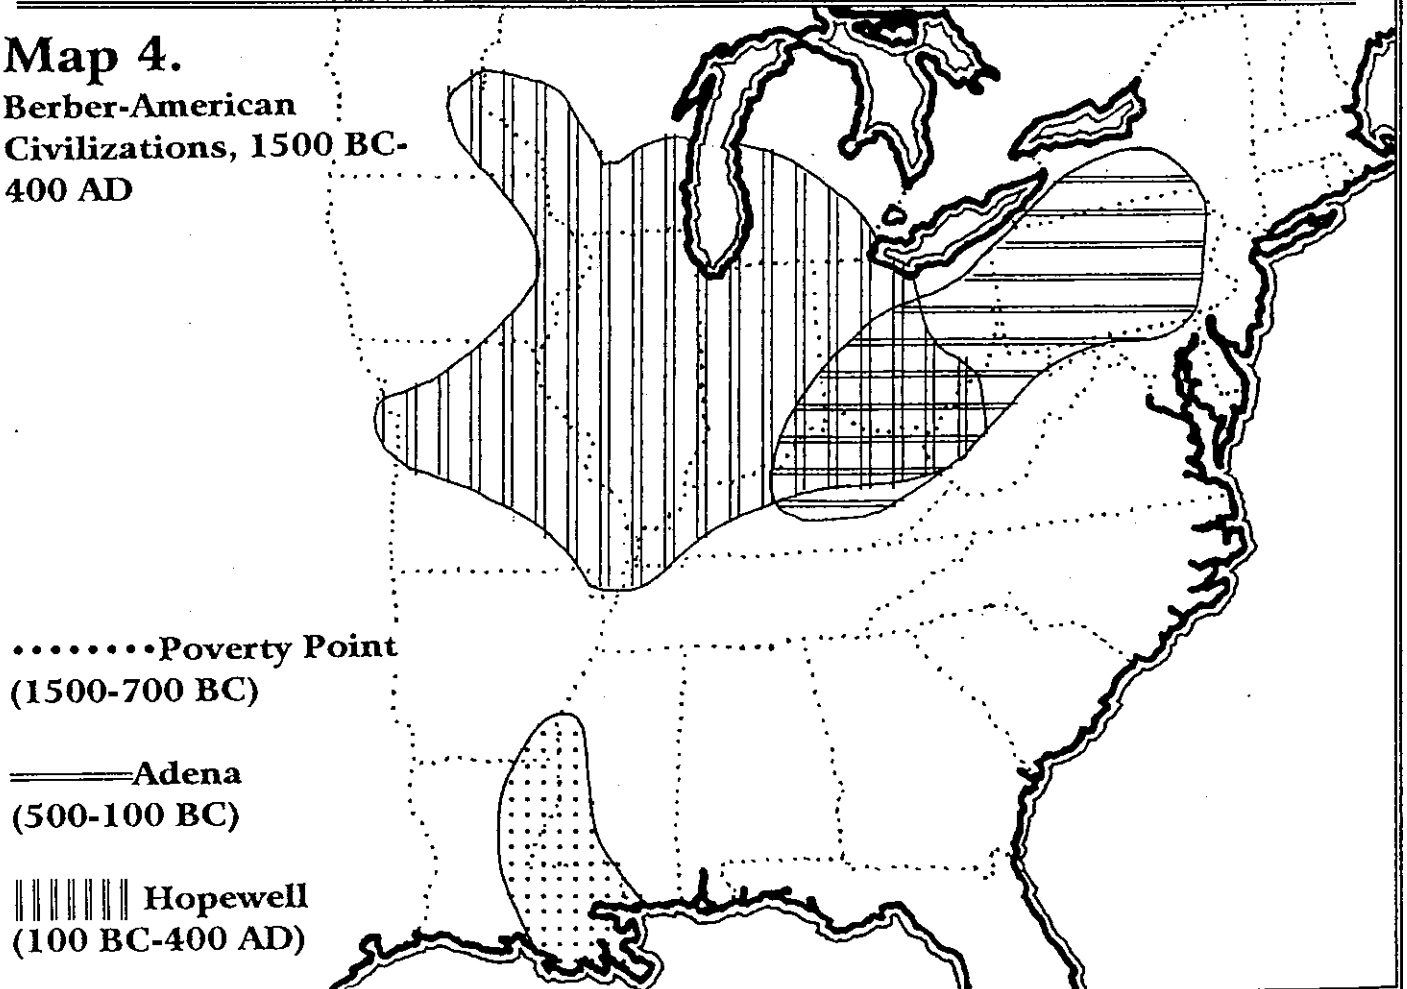 Map 4.
Berber-American
Civilizations, 1500 BC-
400 AD
Poverty Point
(1500-700 BC)
Adena
(500-100 BC)
Hopewell
(100 BC-400 AD)